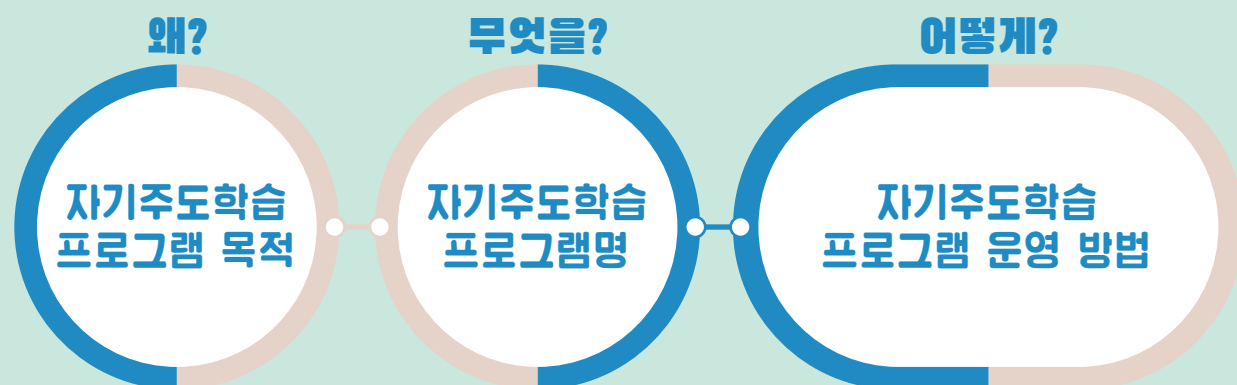 왜?
자기주도학습
프로그램 목적
무엇을?
자기주도학습
프로그램명
어떻게?
자기주도학습
프로그램 운영 방법